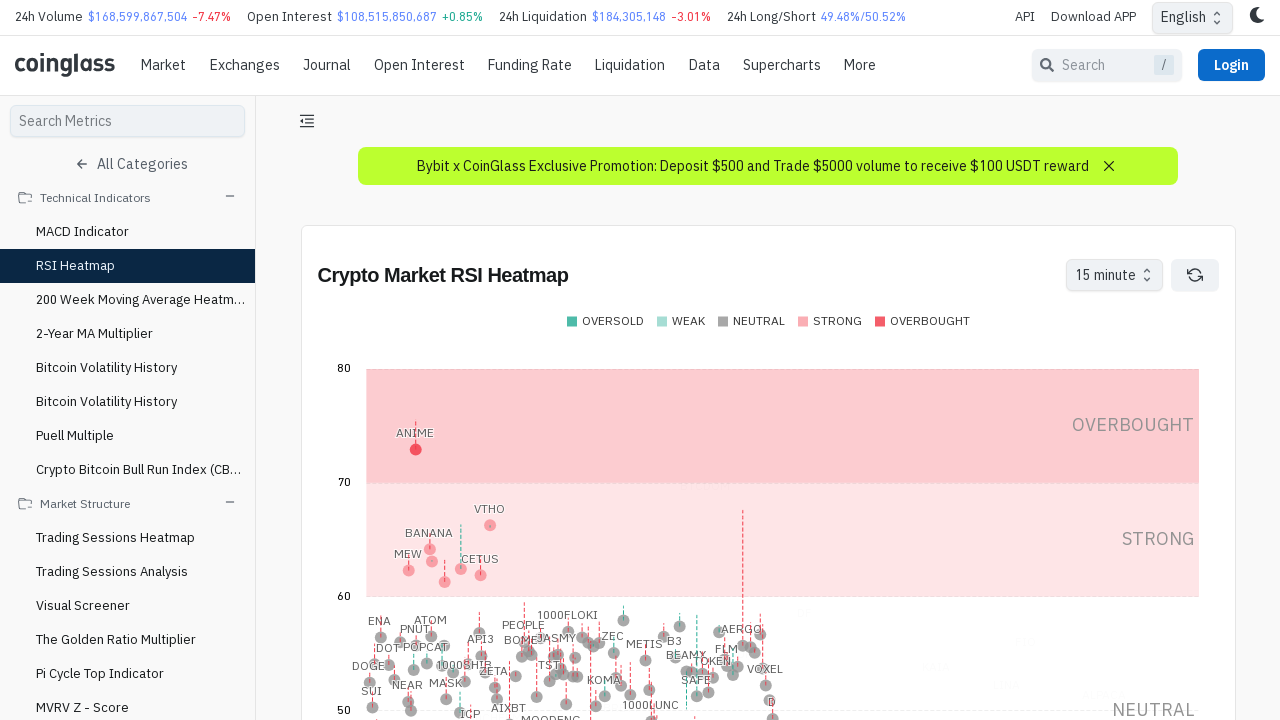 24h Volume $168,599,867,504 -7.47% Open Interest $108,515,850,687 +0.85% 24h Liquidation $184,305,148 -3.01% 24h Long/Short 49.48%/50.52% API Download APP English
coinglass Market Exchanges Journal Open Interest Funding Rate Liquidation Data Supercharts More Search / Login
Search Metrics
All Categories
Technical Indicators
MACD Indicator
RSI Heatmap
200 Week Moving Average Heatm...
2-Year MA Multiplier
Bitcoin Volatility History
Bitcoin Volatility History
Puell Multiple
Crypto Bitcoin Bull Run Index (CB...
Market Structure
Trading Sessions Heatmap
Trading Sessions Analysis
Visual Screener
The Golden Ratio Multiplier
Pi Cycle Top Indicator
MVRV Z - Score
Bybit x CoinGlass Exclusive Promotion: Deposit $500 and Trade $5000 volume to receive $100 USDT reward
Crypto Market RSI Heatmap
15 minute
OVERSOLD WEAK NEUTRAL STRONG OVERBOUGHT
80
OVERBOUGHT
ANIME
70
VTHO
BANANA
STRONG
MEW CETUS
60
1000FLOKI
ENA ATOM
PEOPLE
PNUT AERGO
API3 BOME JASMY ZEC
METIS B3
DOT POPCAT FLM
BEAMX
TOKEN
DOGE 1000SHIB TST VOXEL
ZETA
KOMA SAFE
NEAR MASK
SUI
AIXBT 1000LUNC D
50
ICP NEUTRAL
MOODENG